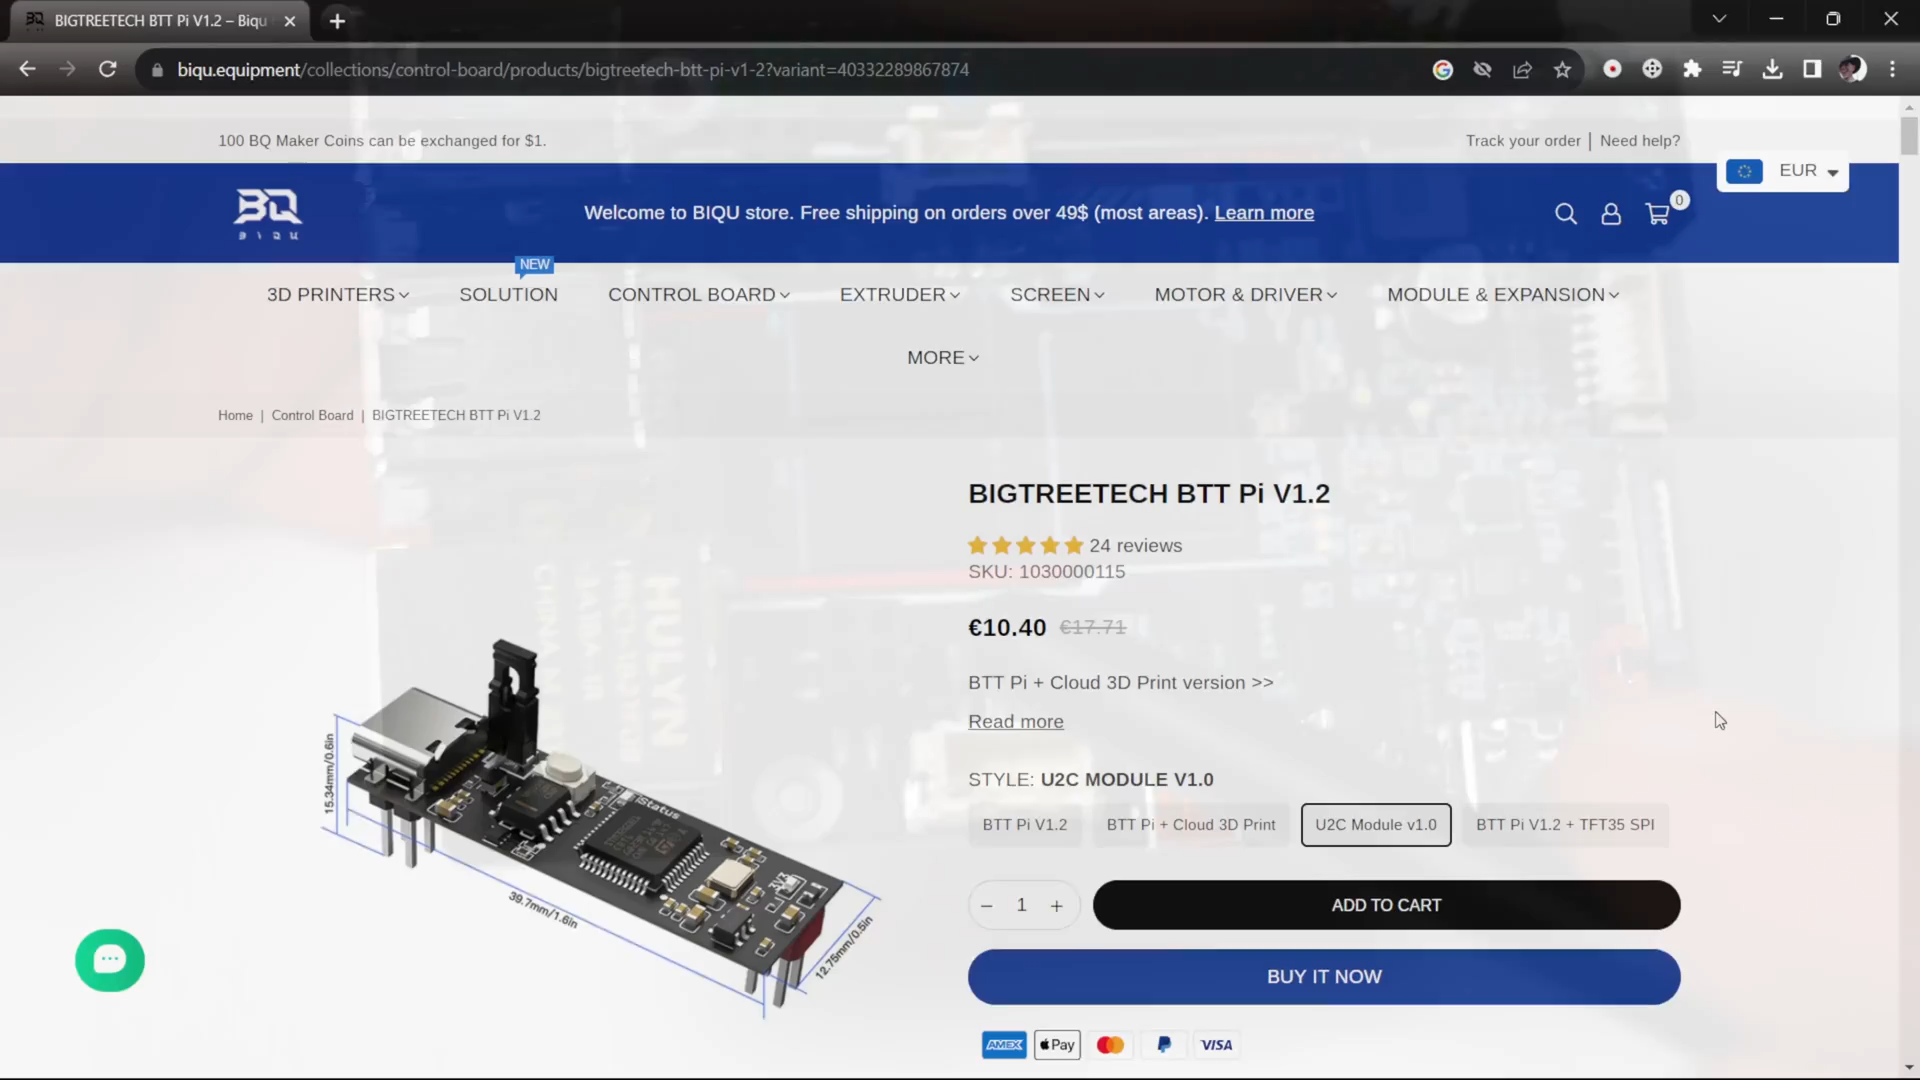 BIGTREETECH BTT Pi V1.2 – Biqu
biqu.equipment/collections/control-board/products/bigtreetech-btt-pi-v1-2?variant=40332289867874
100 BQ Maker Coins can be exchanged for $1.
Track your order | Need help?
EUR
BIQU
Welcome to BIQU store. Free shipping on orders over 49$ (most areas). Learn more
0
NEW
3D PRINTERS
SOLUTION
CONTROL BOARD
EXTRUDER
SCREEN
MOTOR & DRIVER
MODULE & EXPANSION
MORE
Home | Control Board | BIGTREETECH BTT Pi V1.2
BIGTREETECH BTT Pi V1.2
24 reviews
SKU: 1030000115
€10.40 €17.71
BTT Pi + Cloud 3D Print version >>
Read more
STYLE: U2C MODULE V1.0
BTT Pi V1.2
BTT Pi + Cloud 3D Print
U2C Module v1.0
BTT Pi V1.2 + TFT35 SPI
− 1 +
ADD TO CART
BUY IT NOW
AMEX
Pay
VISA
15.34mm/0.6in
39.7mm/1.6in
12.75mm/0.5in
Status
HULYN